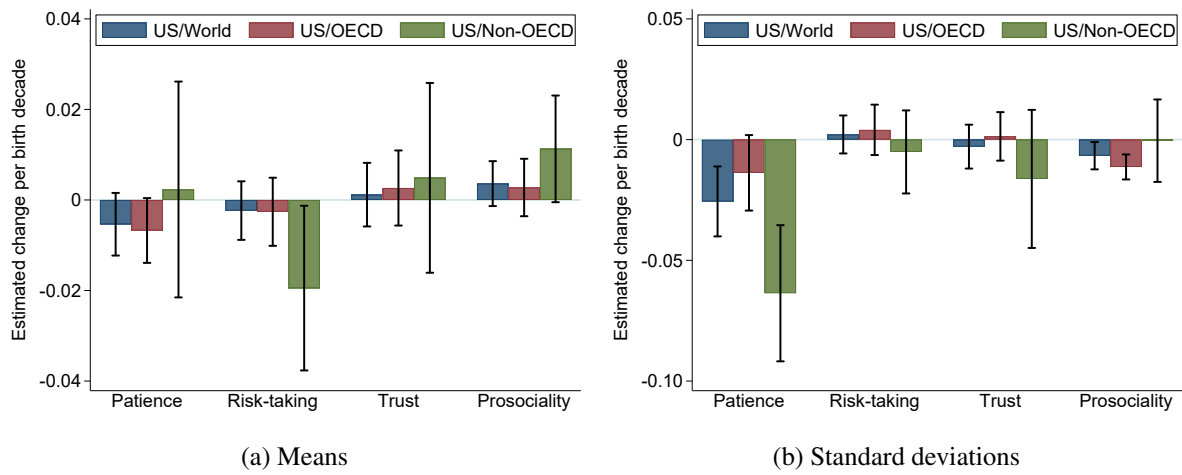 US/World US/OECD US/Non-OECD
Estimated change per birth decade
0.04
0.02
0
-0.02
-0.04
Patience Risk-taking Trust Prosociality
(a) Means
US/World US/OECD US/Non-OECD
Estimated change per birth decade
0.05
0
-0.05
-0.10
Patience Risk-taking Trust Prosociality
(b) Standard deviations